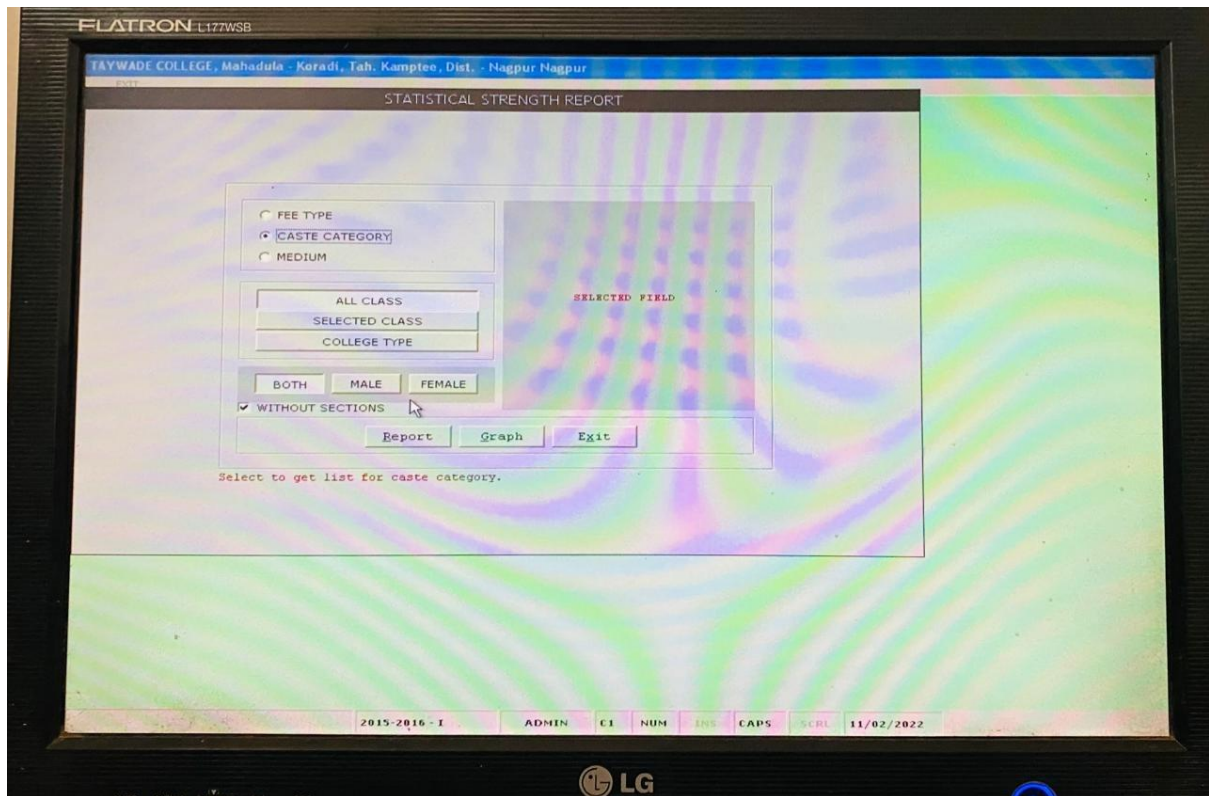 FLATRON L177WSB
TAYWADE COLLEGE, Mahadula - Koradi, Tah. Kamptee, Dist. - Nagpur Nagpur
EXIT
STATISTICAL STRENGTH REPORT
FEE TYPE
CASTE CATEGORY
MEDIUM
ALL CLASS
SELECTED CLASS
COLLEGE TYPE
SELECTED FIELD
BOTH MALE FEMALE
WITHOUT SECTIONS
Report Graph Exit
Select to get list for caste category.
2015-2016 - I ADMIN C1 NUM INS CAPS SCRL 11/02/2022
LG